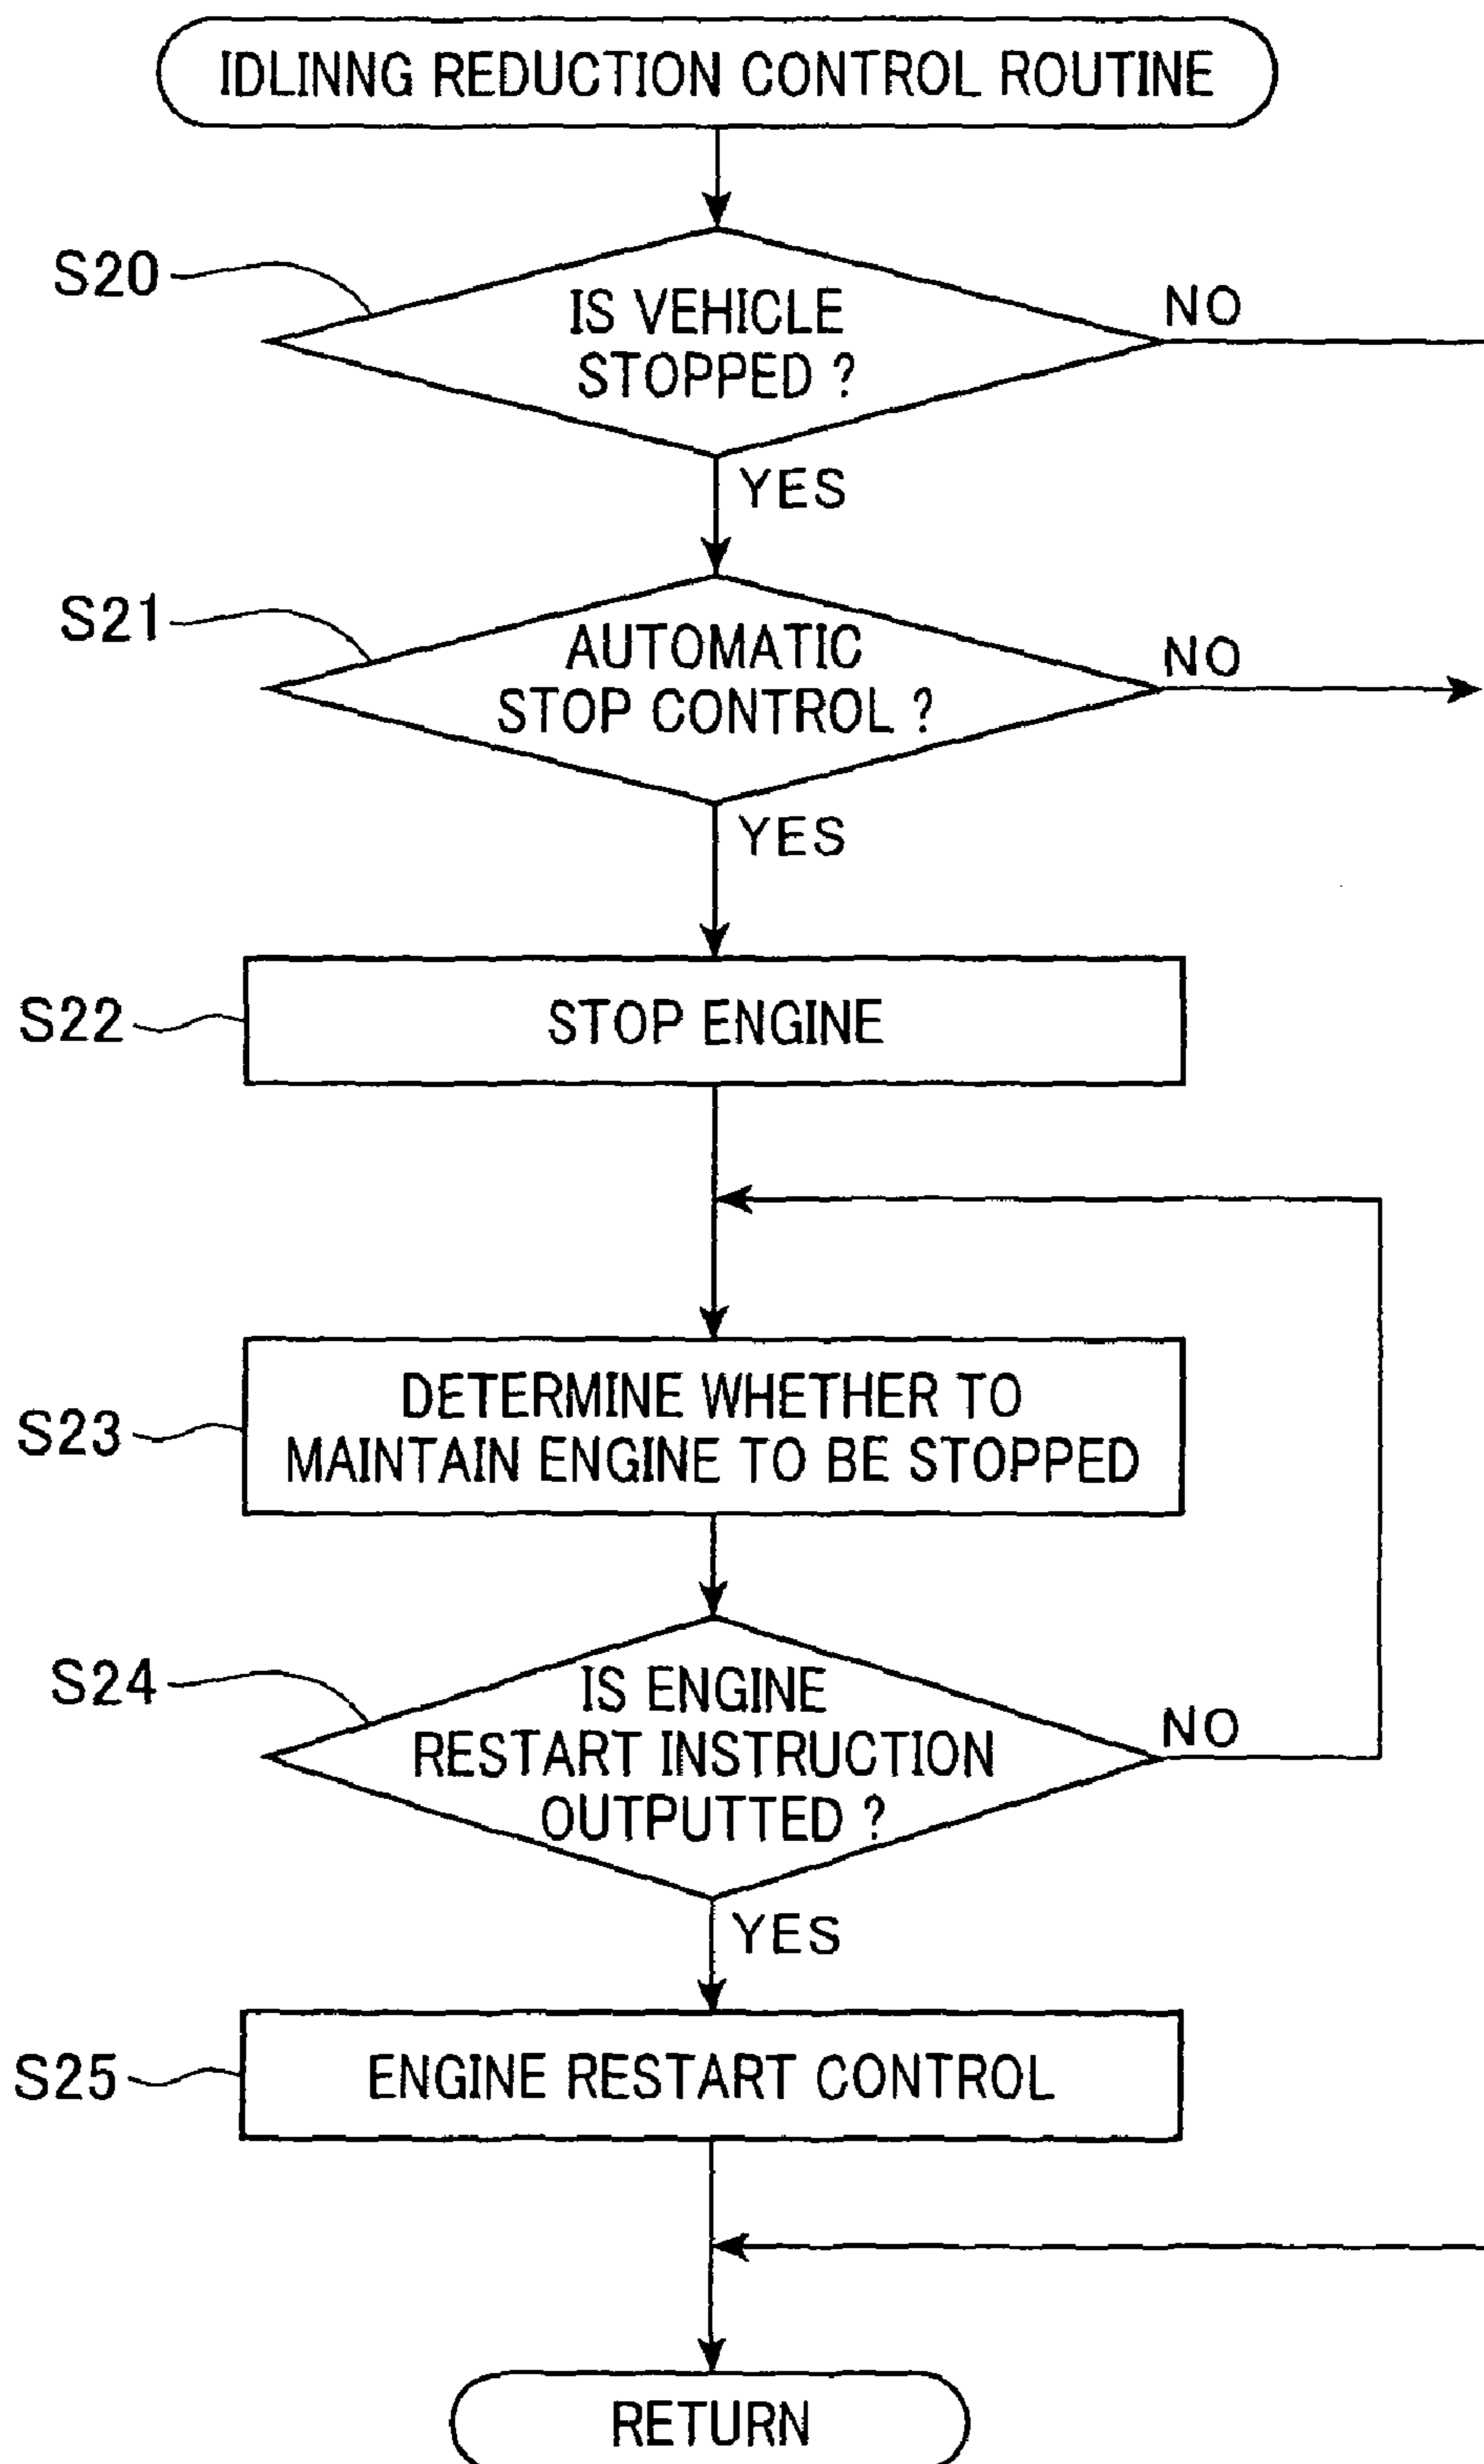 IDLINNG REDUCTION CONTROL ROUTINE
S20
IS VEHICLE
STOPPED ?
NO
YES
S21
AUTOMATIC
STOP CONTROL ?
NO
YES
S22
STOP ENGINE
S23
DETERMINE WHETHER TO
MAINTAIN ENGINE TO BE STOPPED
S24
IS ENGINE
RESTART INSTRUCTION
OUTPUTTED ?
NO
YES
S25
ENGINE RESTART CONTROL
RETURN